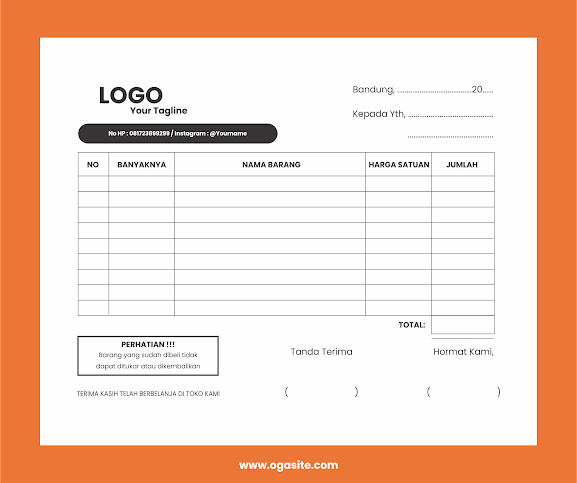 LOGO
Your Tagline
No HP : 081723899299 / Instagram : @Yourname
Bandung, ........................................20.....
Kepada Yth, ..............................................
..............................................
NO BANYAKNYA NAMA BARANG HARGA SATUAN JUMLAH
TOTAL:
PERHATIAN !!!
Barang yang sudah dibeli tidak
dapat ditukar atau dikembalikan
TERIMA KASIH TELAH BERBELANJA DI TOKO KAMI
Tanda Terima
( )
Hormat Kami,
( )
www.ogasite.com